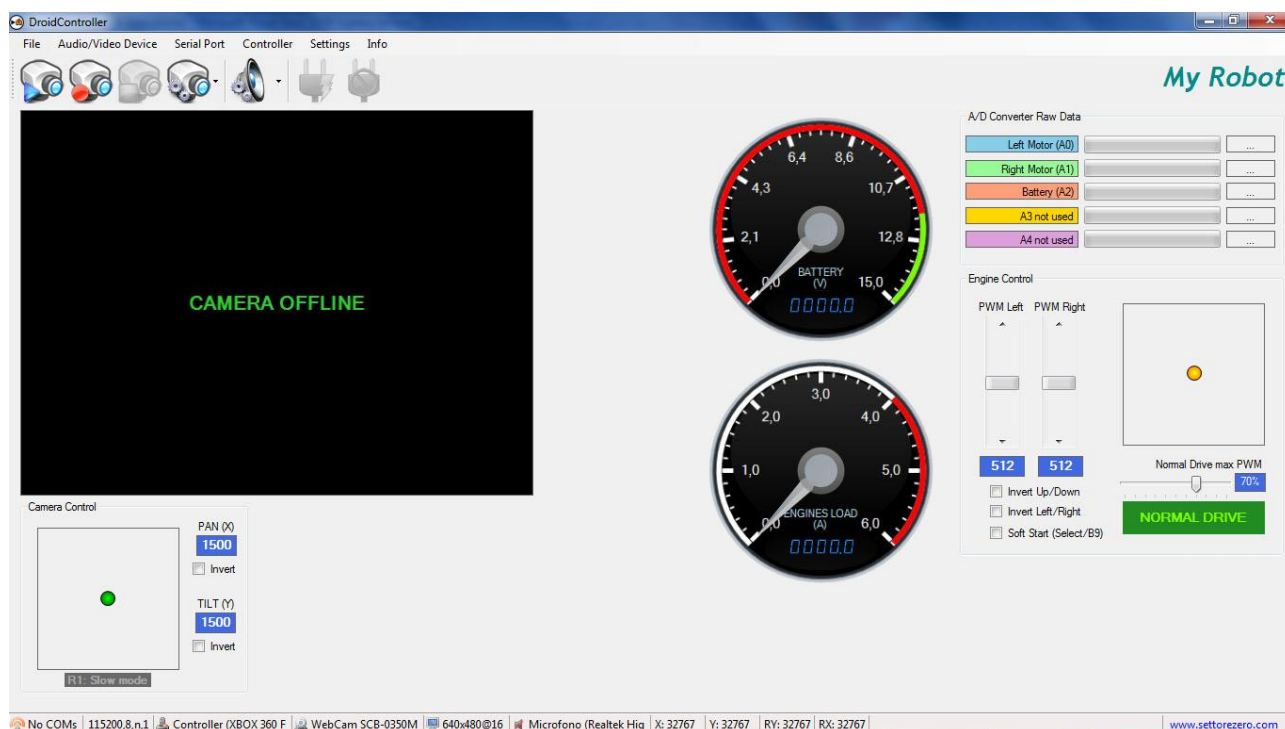 DroidController
File Audio/Video Device Serial Port Controller Settings Info
My Robot
CAMERA OFFLINE
0,0
2,1
4,3
6,4
8,6
10,7
12,8
15,0
BATTERY
(V)
0000.0
0,0
1,0
2,0
3,0
4,0
5,0
6,0
ENGINES LOAD
(A)
0000.0
A/D Converter Raw Data
Left Motor (A0) ...
Right Motor (A1) ...
Battery (A2) ...
A3 not used ...
A4 not used ...
Engine Control
PWM Left PWM Right
512 512
Invert Up/Down
Invert Left/Right
Soft Start (Select/B9)
Normal Drive max PWM
70%
NORMAL DRIVE
Camera Control
PAN (X)
1500
Invert
TILT (Y)
1500
Invert
R1: Slow mode
No COMs 115200,8,n,1 Controller (XBOX 360 F WebCam SCB-0350M 640x480@16 Microfono (Realtek Hig X: 32767 Y: 32767 RY: 32767 RX: 32767 www.settorezero.com